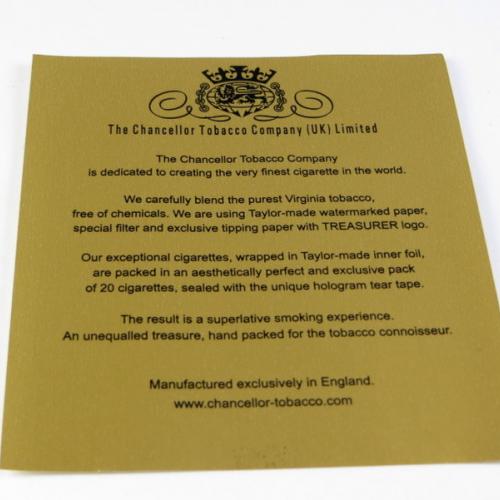 The Chancellor Tobacco Company (UK) Limited
The Chancellor Tobacco Company
is dedicated to creating the very finest cigarette in the world.
We carefully blend the purest Virginia tobacco,
free of chemicals. We are using Taylor-made watermarked paper,
special filter and exclusive tipping paper with TREASURER logo.
Our exceptional cigarettes, wrapped in Taylor-made inner foil,
are packed in an aesthetically perfect and exclusive pack
of 20 cigarettes, sealed with the unique hologram tear tape.
The result is a superlative smoking experience.
An unequalled treasure, hand packed for the tobacco connoisseur.
Manufactured exclusively in England.
www.chancellor-tobacco.com